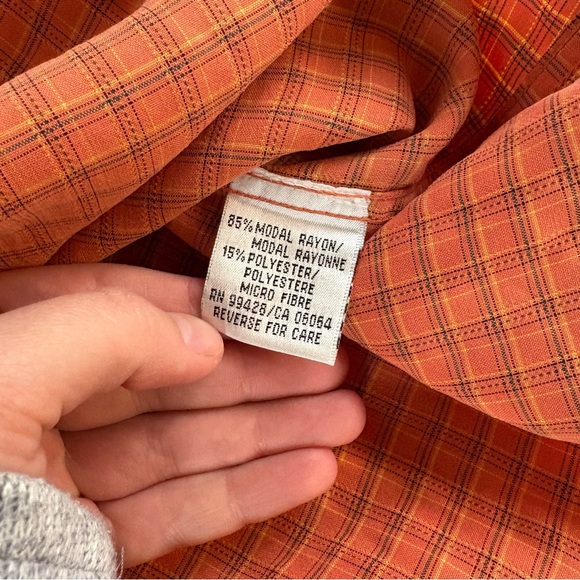 85% MODAL RAYON/
MODAL RAYONNE
15% POLYESTER/
POLYESTERE
MICRO FIBRE
RN 99428/CA 06064
REVERSE FOR CARE